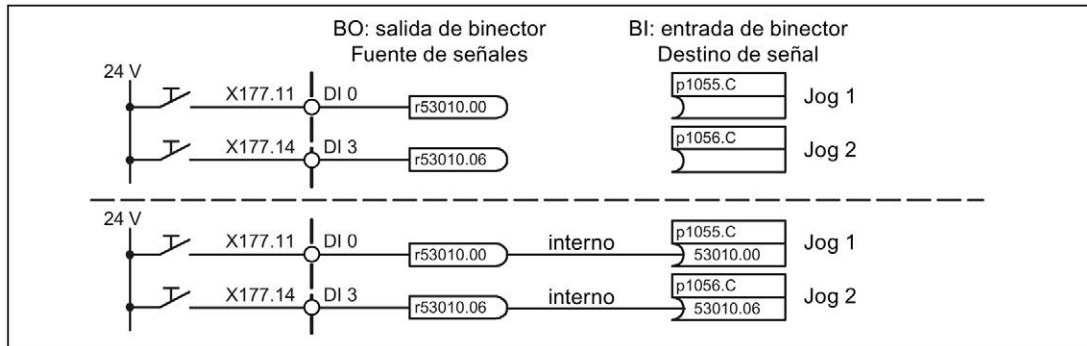 BO: salida de binector
Fuente de señales
BI: entrada de binector
Destino de señal
24 V
X177.11
DI 0
r53010.00
p1055.C
Jog 1
X177.14
DI 3
r53010.06
p1056.C
Jog 2
24 V
X177.11
DI 0
r53010.00
interno
p1055.C
53010.00
Jog 1
X177.14
DI 3
r53010.06
interno
p1056.C
53010.06
Jog 2